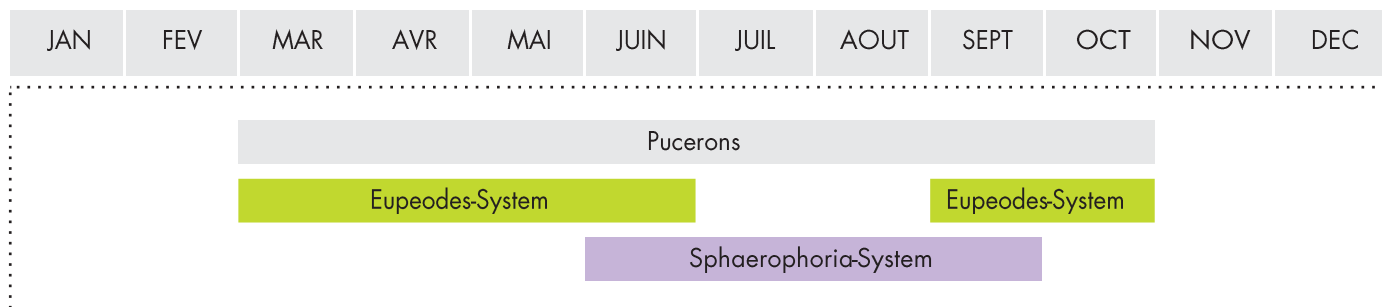 JAN FEV MAR AVR MAI JUIN JUIL AOUT SEPT OCT NOV DEC
Pucerons
Eupeodes-System Eupeodes-System
Sphaerophoria-System